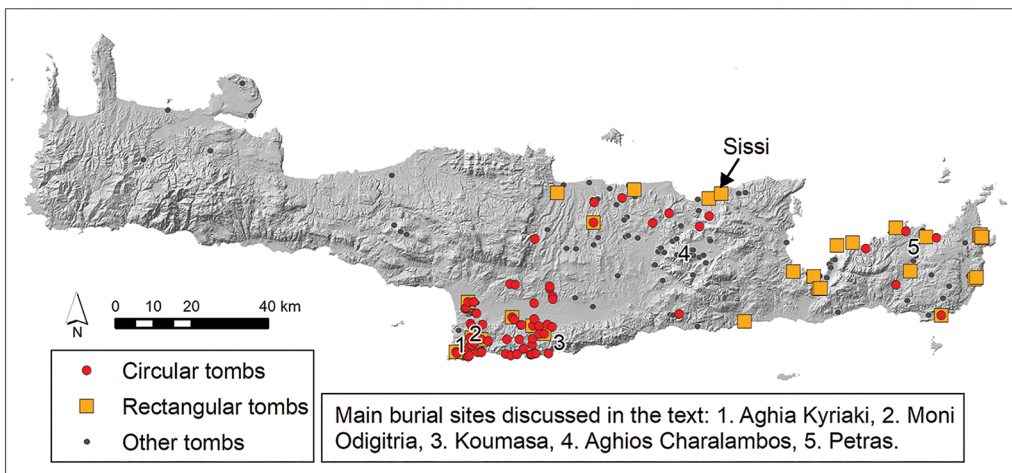 Sissi
4
5
2
1
3
N
0 10 20 40 km
Circular tombs
Rectangular tombs
Other tombs
Main burial sites discussed in the text: 1. Aghia Kyriaki, 2. Moni
Odigitria, 3. Koumasa, 4. Aghios Charalambos, 5. Petras.